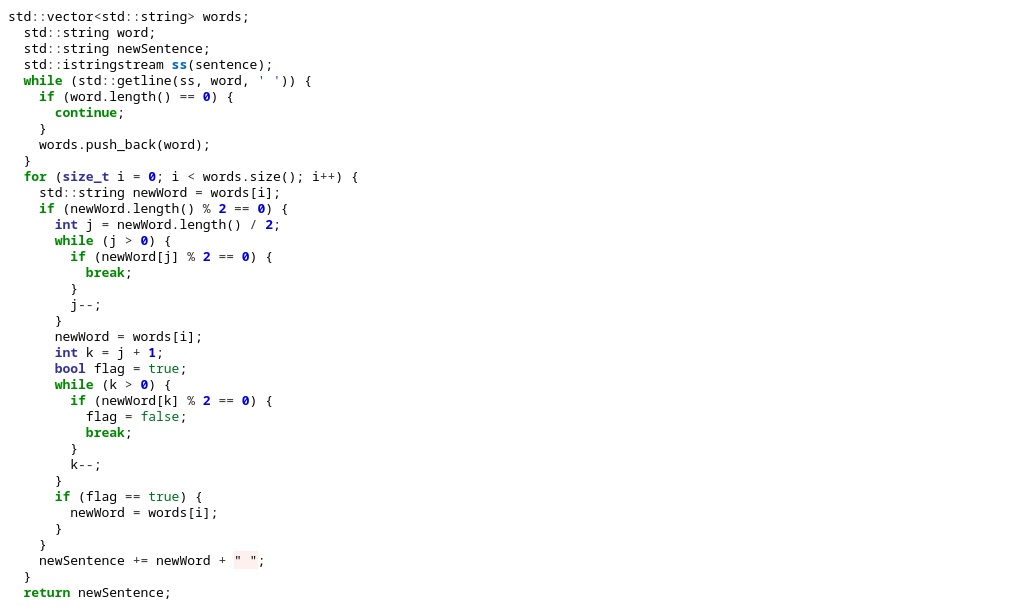 std::vector<std::string> words;
  std::string word;
  std::string newSentence;
  std::istringstream ss(sentence);
  while (std::getline(ss, word, ' ')) {
    if (word.length() == 0) {
      continue;
    }
    words.push_back(word);
  }
  for (size_t i = 0; i < words.size(); i++) {
    std::string newWord = words[i];
    if (newWord.length() % 2 == 0) {
      int j = newWord.length() / 2;
      while (j > 0) {
        if (newWord[j] % 2 == 0) {
          break;
        }
        j--;
      }
      newWord = words[i];
      int k = j + 1;
      bool flag = true;
      while (k > 0) {
        if (newWord[k] % 2 == 0) {
          flag = false;
          break;
        }
        k--;
      }
      if (flag == true) {
        newWord = words[i];
      }
    }
    newSentence += newWord + " ";
  }
  return newSentence;